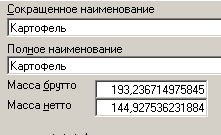 Сокращенное наименование
Картофель
Полное наименование
Картофель
Масса брутто 193,236714975845
Масса нетто 144,927536231884